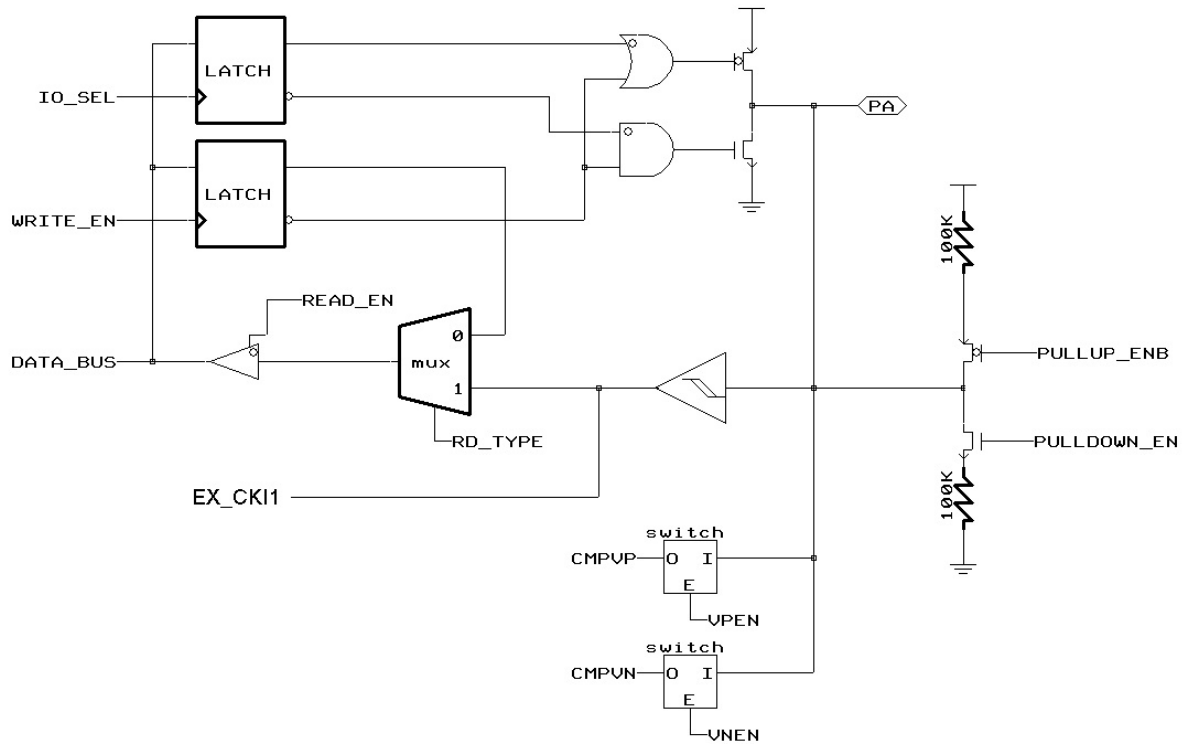 LATCH
IO_SEL
PA
LATCH
WRITE_EN
100K
READ_EN
0
DATA_BUS
mux
PULLUP_ENB
1
RD_TYPE
PULLDOWN_EN
EX_CKI1
100K
switch
CMPVP
O I
E
VPEN
switch
CMPVN
O I
E
VNEN